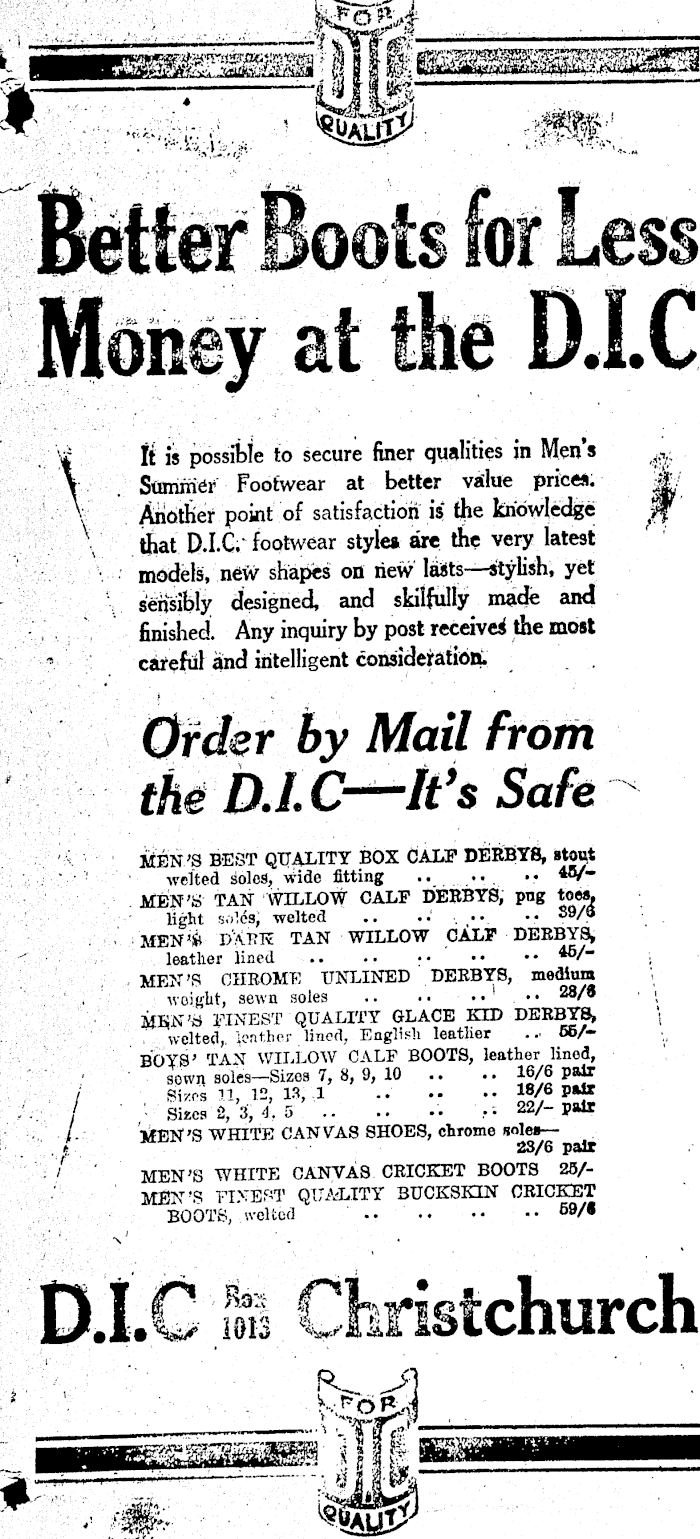 FOR
DIC
QUALITY
Better Boots for Less
Money at the D.I.C
It is possible to secure finer qualities in Men's
Summer Footwear at better value prices.
Another point of satisfaction is the knowledge
that D.I.C. footwear styles are the very latest
models, new shapes on new lasts—stylish, yet
sensibly designed, and skilfully made and
finished. Any inquiry by post receives the most
careful and intelligent consideration.
Order by Mail from
the D.I.C—It's Safe
MEN'S BEST QUALITY BOX CALF DERBYS, stout
welted soles, wide fitting .. .. .. 45/-
MEN'S TAN WILLOW CALF DERBYS, pug toes,
light soles, welted .. .. .. .. 39/6
MEN'S DARK TAN WILLOW CALF DERBYS,
leather lined .. .. .. .. .. 45/-
MEN'S CHROME UNLINED DERBYS, medium
weight, sewn soles .. .. .. .. 28/6
MEN'S FINEST QUALITY GLACE KID DERBYS,
welted, leather lined, English leather .. 55/-
BOYS' TAN WILLOW CALF BOOTS, leather lined,
sewn soles—Sizes 7, 8, 9, 10 .. .. 16/6 pair
Sizes 11, 12, 13, 1 .. .. .. 18/6 pair
Sizes 2, 3, 4, 5 .. .. .. .. 22/- pair
MEN'S WHITE CANVAS SHOES, chrome soles—
23/6 pair
MEN'S WHITE CANVAS CRICKET BOOTS 25/-
MEN'S FINEST QUALITY BUCKSKIN CRICKET
BOOTS, welted .. .. .. .. 59/6
D.I.C Box 1013 Christchurch
FOR
DIC
QUALITY